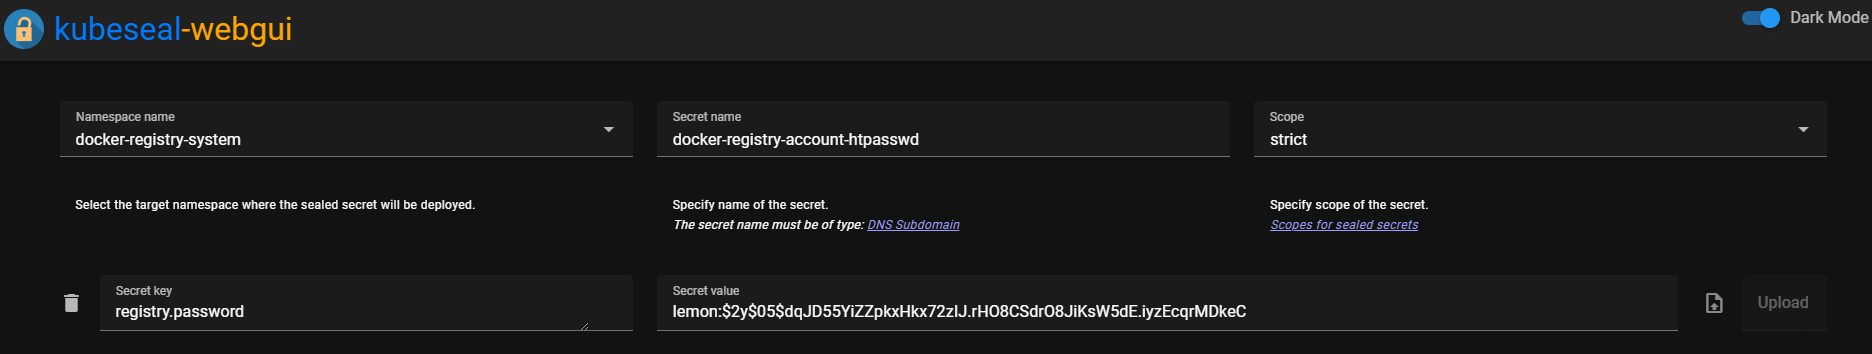 kubeseal-webgui
Dark Mode
Namespace name
docker-registry-system
Secret name
docker-registry-account-htpasswd
Scope
strict
Select the target namespace where the sealed secret will be deployed.
Specify name of the secret.
The secret name must be of type: DNS Subdomain
Specify scope of the secret.
Scopes for sealed secrets
Secret key
registry.password
Secret value
lemon:$2y$05$dqJD55YiZZpkxHkx72zlJ.rHO8CSdrO8JiKsW5dE.iyzEcqrMDkeC
Upload